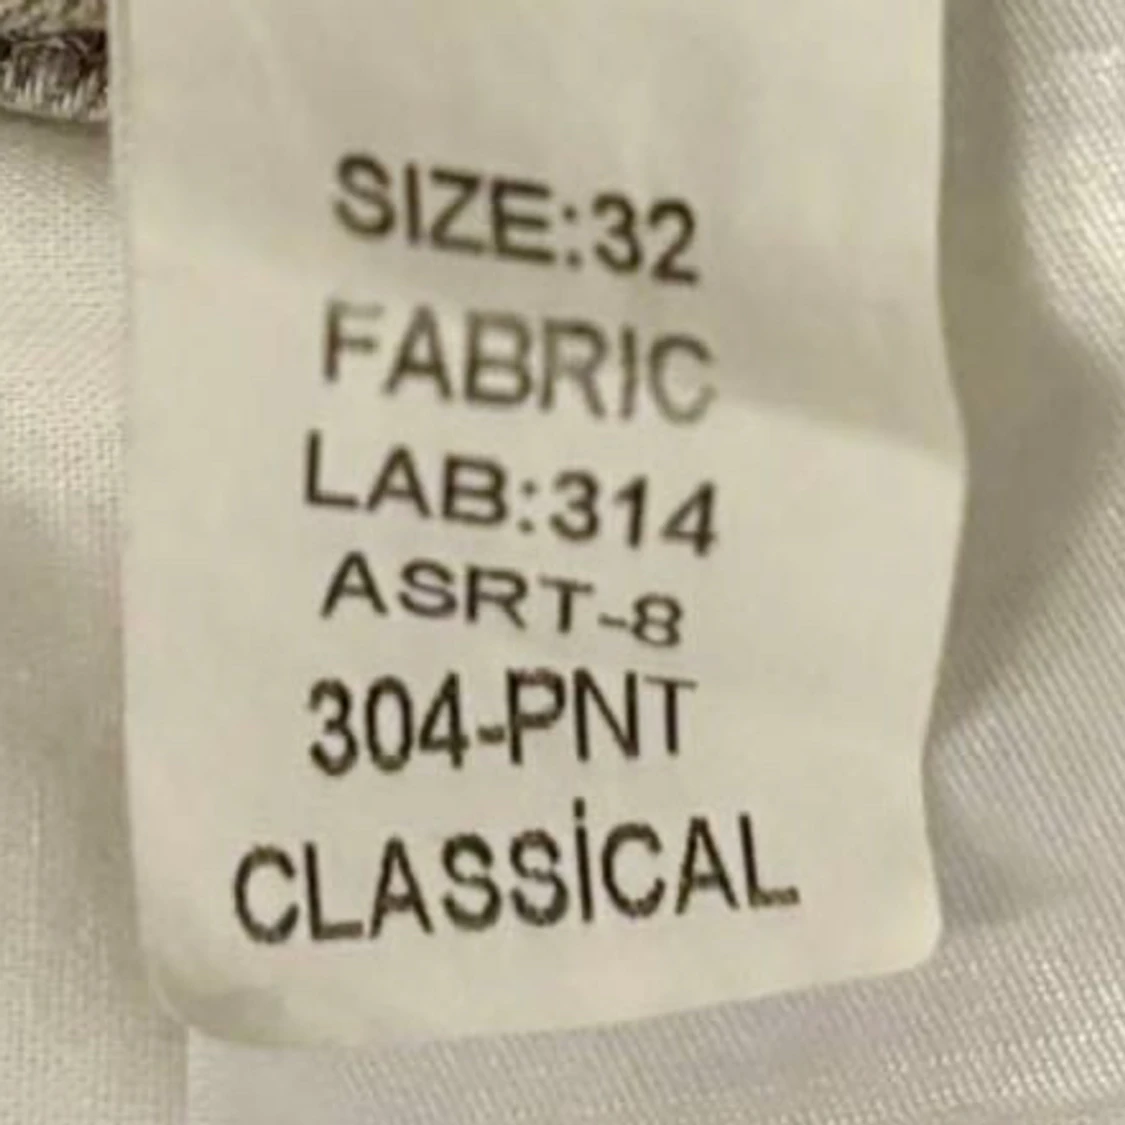 SIZE:32
FABRIC
LAB:314
ASRT-8
304-PNT
CLASSİCAL